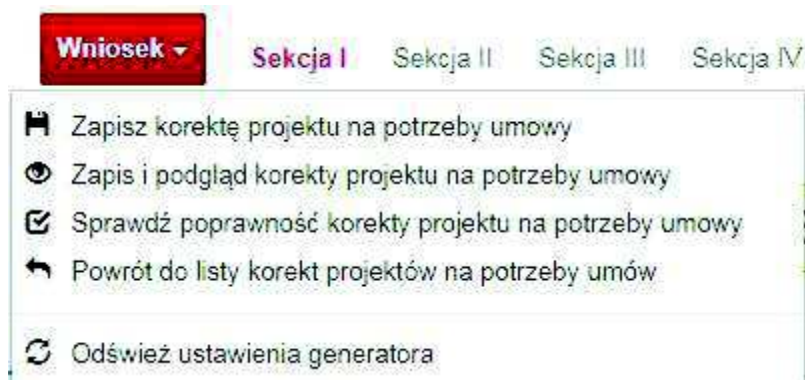 Wniosek Sekcja I Sekcja II Sekcja III Sekcja IV
Zapisz korektę projektu na potrzeby umowy
Zapis i podgląd korekty projektu na potrzeby umowy
Sprawdź poprawność korekty projektu na potrzeby umowy
Powrót do listy korekt projektów na potrzeby umów
Odśwież ustawienia generatora